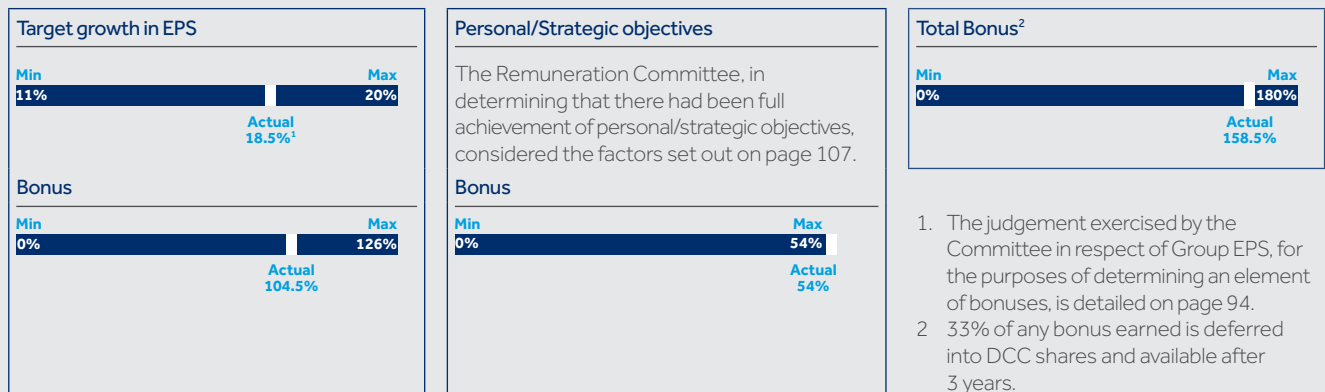 Target growth in EPS
Min Max
11% 20%
Actual
18.5%1
Bonus
Min Max
0% 126%
Actual
104.5%
Personal/Strategic objectives
The Remuneration Committee, in
determining that there had been full
achievement of personal/strategic objectives,
considered the factors set out on page 107.
Bonus
Min Max
0% 54%
Actual
54%
Total Bonus2
Min Max
0% 180%
Actual
158.5%
1. The judgement exercised by the
Committee in respect of Group EPS, for
the purposes of determining an element
of bonuses, is detailed on page 94.
2 33% of any bonus earned is deferred
into DCC shares and available after
3 years.